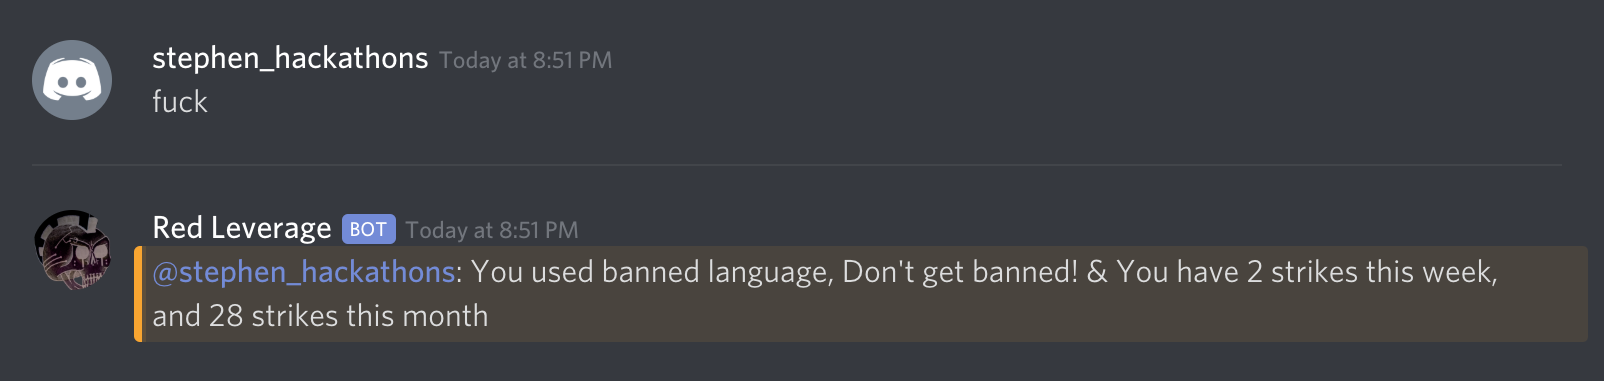 stephen_hackathons Today at 8:51 PM
fuck
Red Leverage BOT Today at 8:51 PM
@stephen_hackathons: You used banned language, Don't get banned! & You have 2 strikes this week,
and 28 strikes this month